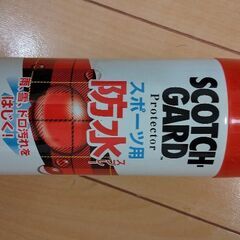 SCOTCH-
GARD™
Protector
スポーツ用
防水
スプレー
雨、雪、ドロ汚れを
はじく!